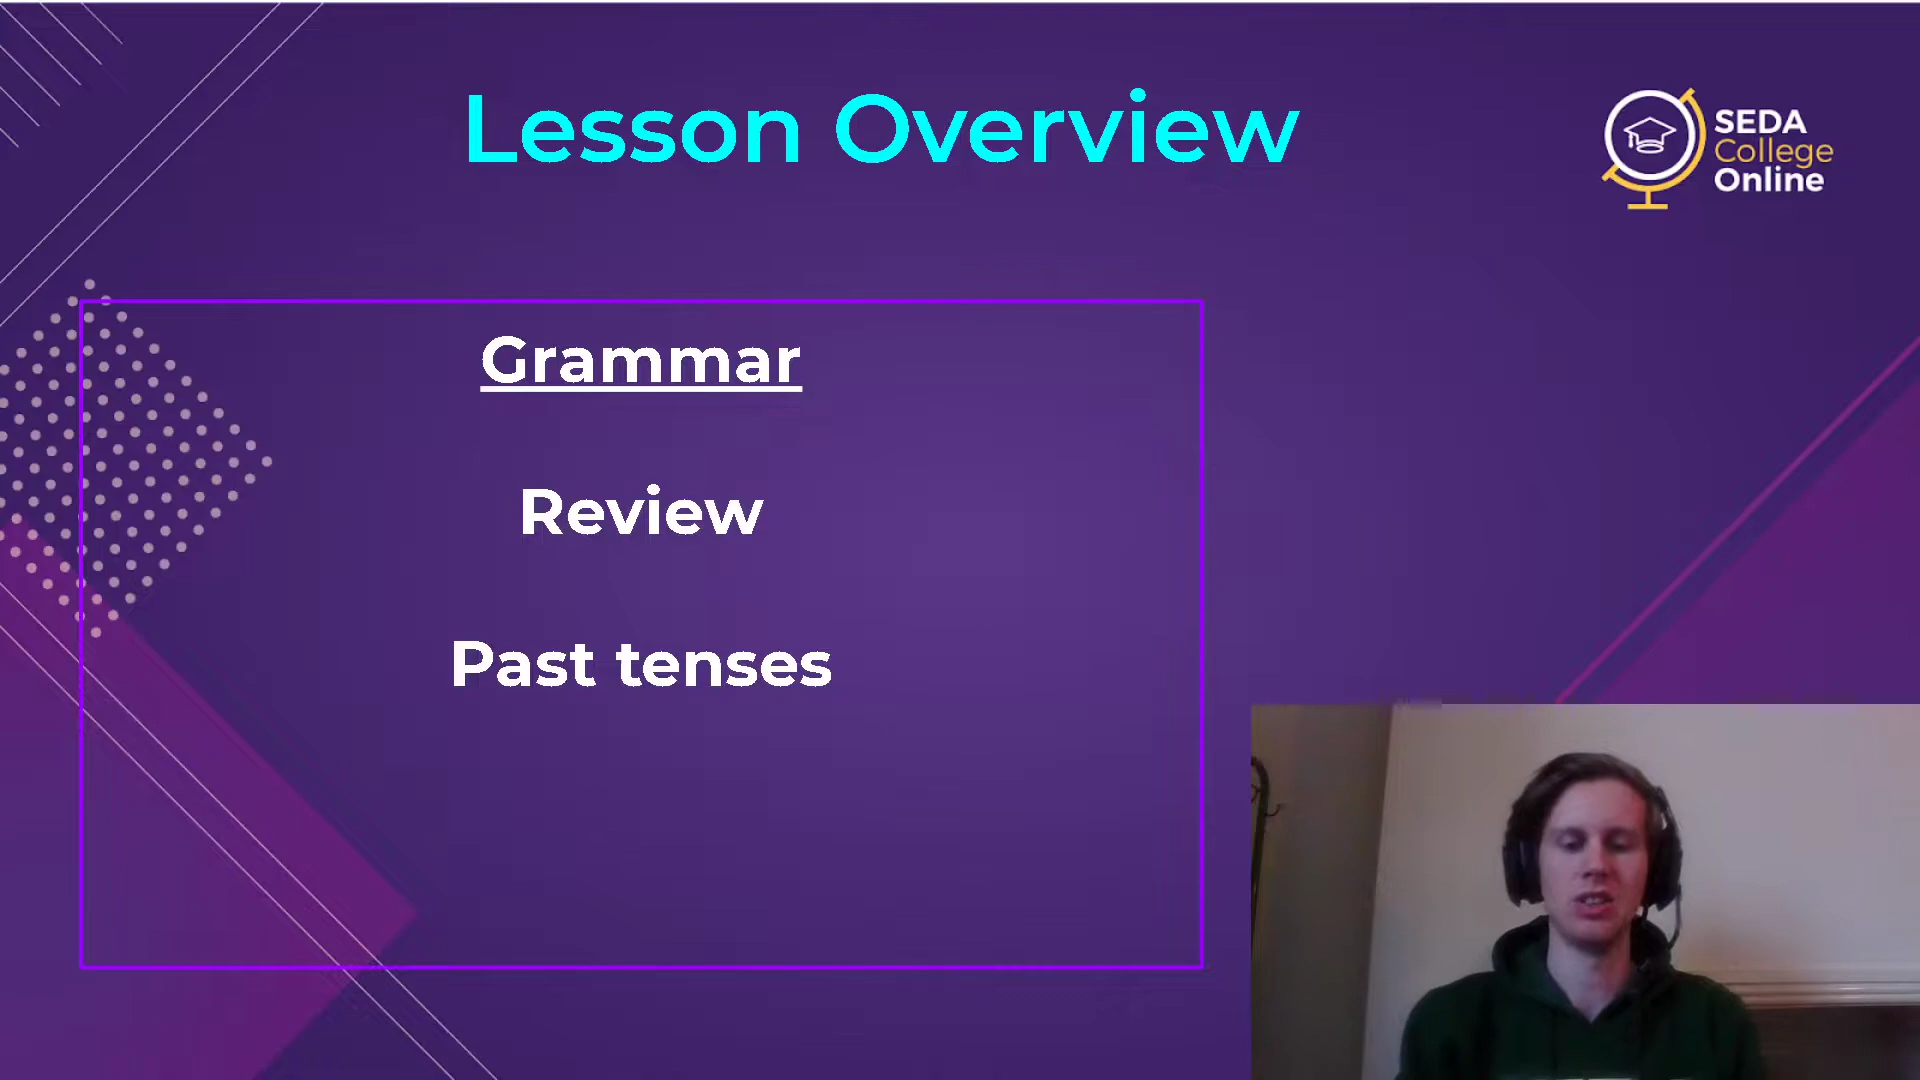 Lesson Overview
SEDA
College
Online
Grammar
Review
Past tenses